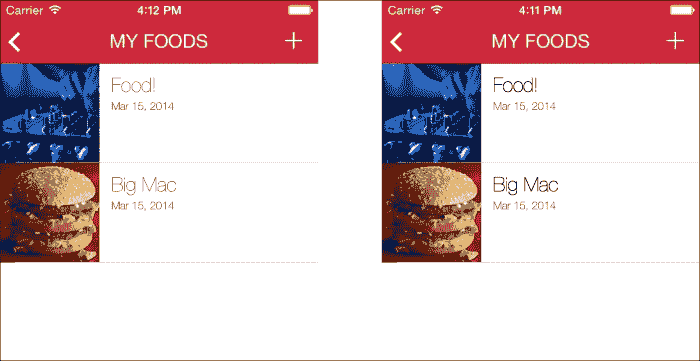 Carrier 4:12 PM
MY FOODS
Food!
Mar 15, 2014
Big Mac
Mar 15, 2014
Carrier 4:11 PM
MY FOODS
Food!
Mar 15, 2014
Big Mac
Mar 15, 2014